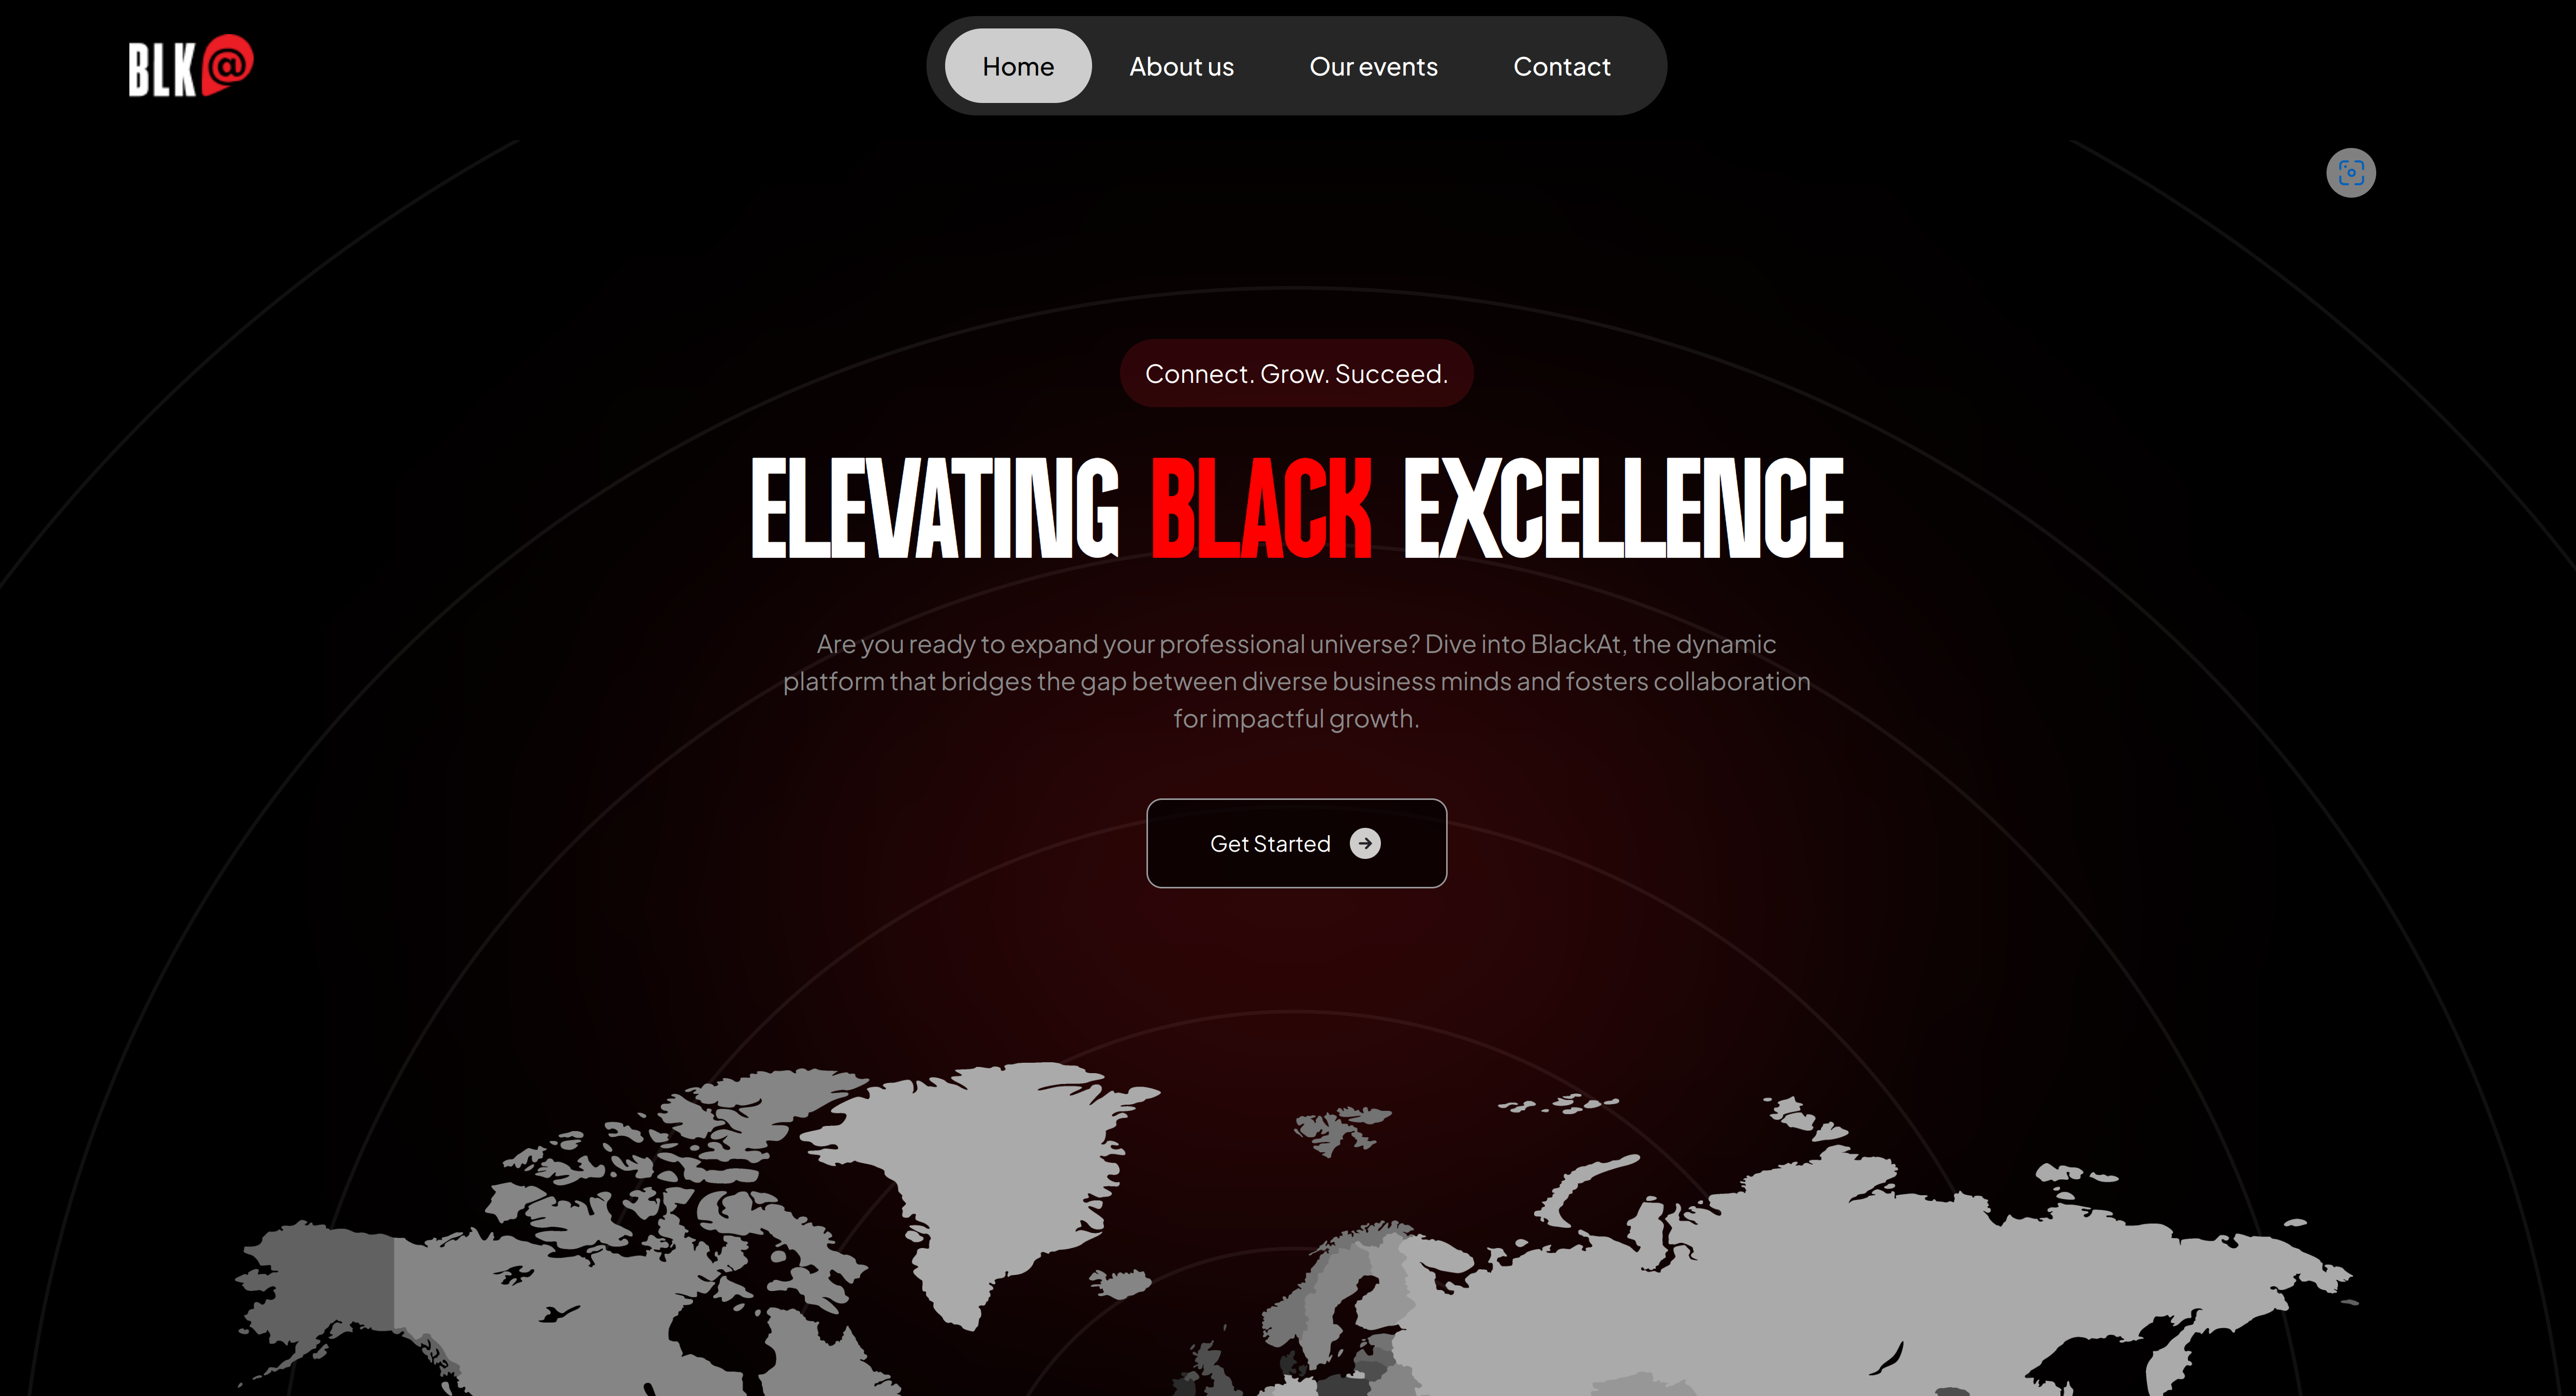 BLK@
Home
About us
Our events
Contact
Connect. Grow. Succeed.
ELEVATING BLACK EXCELLENCE
Are you ready to expand your professional universe? Dive into BlackAt, the dynamic
platform that bridges the gap between diverse business minds and fosters collaboration
for impactful growth.
Get Started